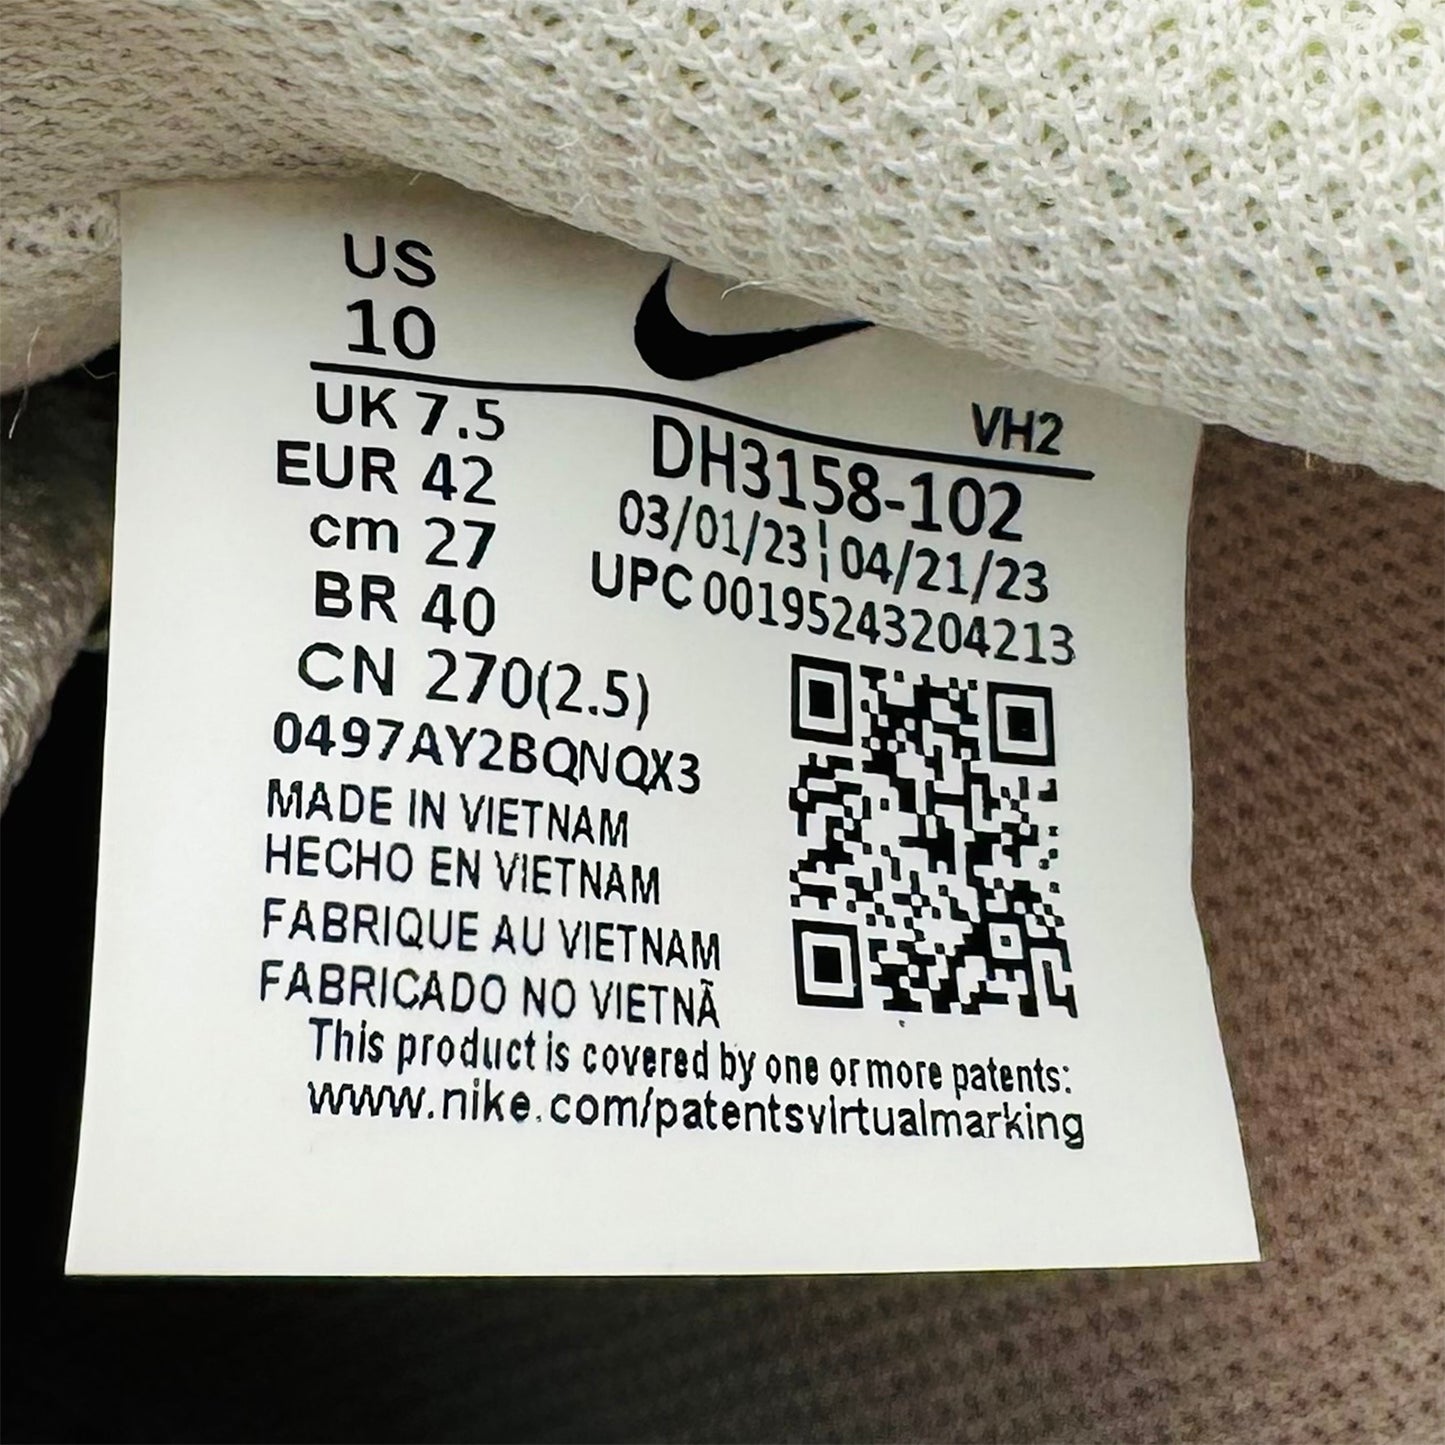 US
10
UK 7.5
EUR 42
cm 27
BR 40
CN 270(2.5)
VH2
DH3158-102
03/01/23¦04/21/23
UPC 00195243204213
0497AY2BQNQX3
MADE IN VIETNAM
HECHO EN VIETNAM
FABRIQUE AU VIETNAM
FABRICADO NO VIETNÃ
This product is covered by one or more patents:
www.nike.com/patentsvirtualmarking